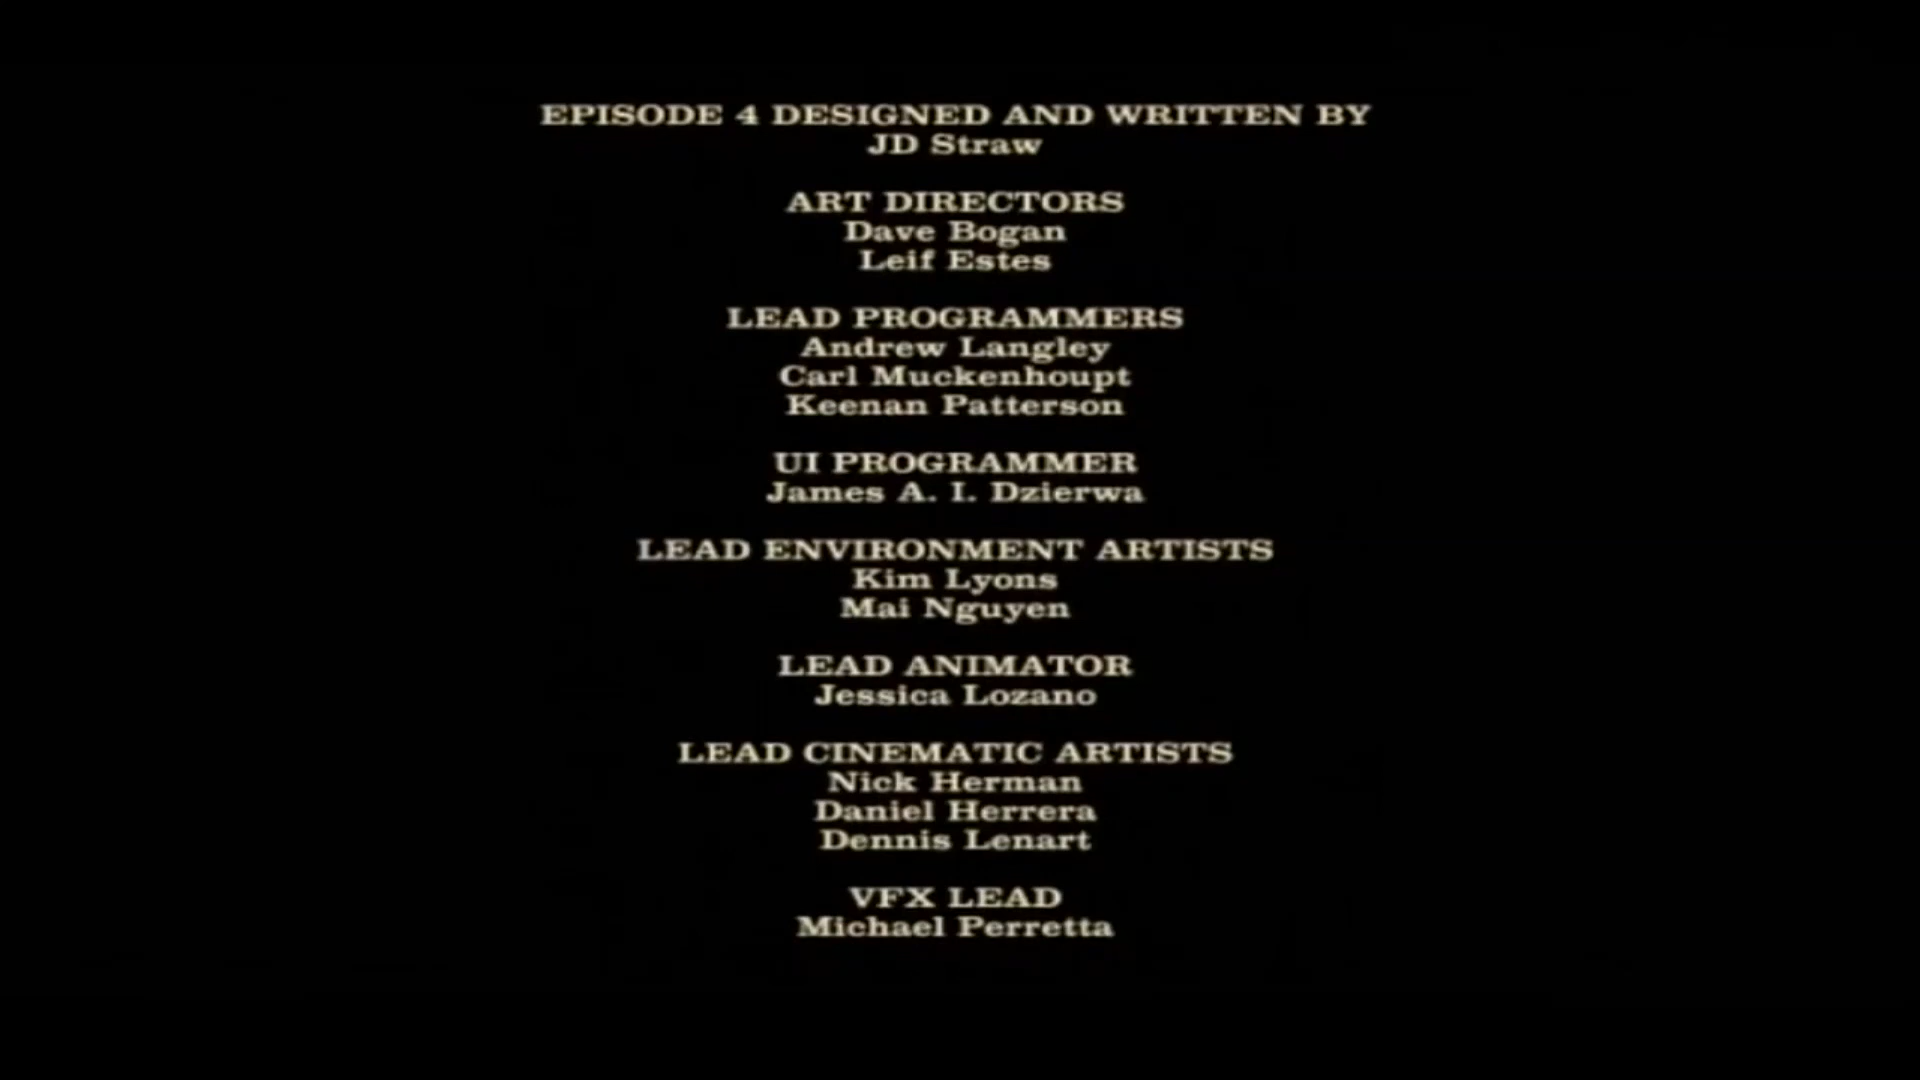 EPISODE 4 DESIGNED AND WRITTEN BY
JD Straw
ART DIRECTORS
Dave Bogan
Leif Estes
LEAD PROGRAMMERS
Andrew Langley
Carl Muckenhoupt
Keenan Patterson
UI PROGRAMMER
James A. I. Dzierwa
LEAD ENVIRONMENT ARTISTS
Kim Lyons
Mai Nguyen
LEAD ANIMATOR
Jessica Lozano
LEAD CINEMATIC ARTISTS
Nick Herman
Daniel Herrera
Dennis Lenart
VFX LEAD
Michael Perretta